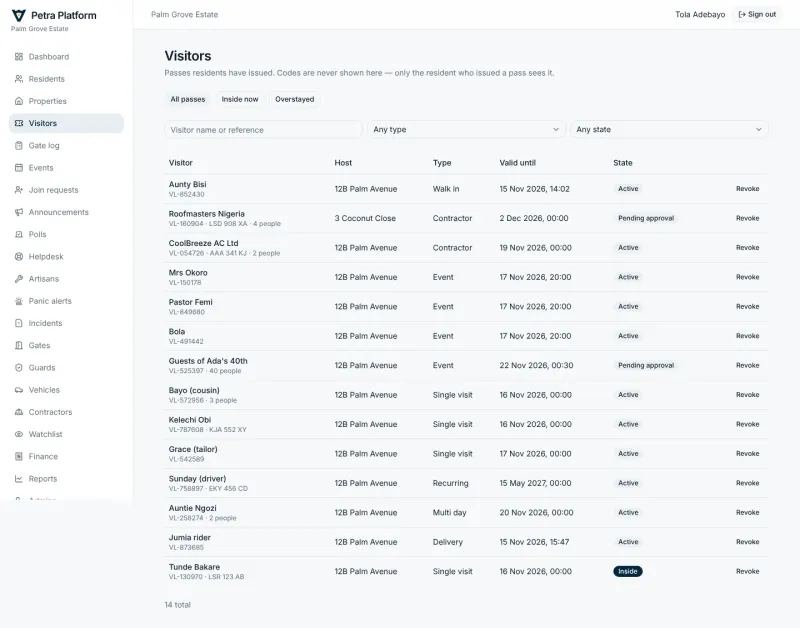 Petra Platform
Palm Grove Estate
Palm Grove Estate
Tola Adebayo
Sign out
Dashboard
Residents
Properties
Visitors
Gate log
Events
Join requests
Announcements
Polls
Helpdesk
Artisans
Panic alerts
Incidents
Gates
Guards
Vehicles
Contractors
Watchlist
Finance
Reports
Visitors
Passes residents have issued. Codes are never shown here — only the resident who issued a pass sees it.
All passes Inside now Overstayed
Visitor name or reference Any type Any state
Visitor Host Type Valid until State
Aunty Bisi
VL-852430
12B Palm Avenue Walk in 15 Nov 2026, 14:02 Active Revoke
Roofmasters Nigeria
VL-160904 · LSD 908 XA · 4 people
3 Coconut Close Contractor 2 Dec 2026, 00:00 Pending approval Revoke
CoolBreeze AC Ltd
VL-054726 · AAA 341 KJ · 2 people
12B Palm Avenue Contractor 19 Nov 2026, 00:00 Active Revoke
Mrs Okoro
VL-150178
12B Palm Avenue Event 17 Nov 2026, 20:00 Active Revoke
Pastor Femi
VL-849680
12B Palm Avenue Event 17 Nov 2026, 20:00 Active Revoke
Bola
VL-491442
12B Palm Avenue Event 17 Nov 2026, 20:00 Active Revoke
Guests of Ada's 40th
VL-525397 · 40 people
12B Palm Avenue Event 22 Nov 2026, 00:30 Pending approval Revoke
Bayo (cousin)
VL-572956 · 3 people
12B Palm Avenue Single visit 16 Nov 2026, 00:00 Active Revoke
Kelechi Obi
VL-787608 · KJA 552 XY
12B Palm Avenue Single visit 16 Nov 2026, 00:00 Active Revoke
Grace (tailor)
VL-542589
12B Palm Avenue Single visit 17 Nov 2026, 00:00 Active Revoke
Sunday (driver)
VL-756897 · EKY 456 CD
12B Palm Avenue Recurring 15 May 2027, 00:00 Active Revoke
Auntie Ngozi
VL-258274 · 2 people
12B Palm Avenue Multi day 20 Nov 2026, 00:00 Active Revoke
Jumia rider
VL-873685
12B Palm Avenue Delivery 15 Nov 2026, 15:47 Active Revoke
Tunde Bakare
VL-130970 · LSR 123 AB
12B Palm Avenue Single visit 16 Nov 2026, 00:00 Inside Revoke
14 total